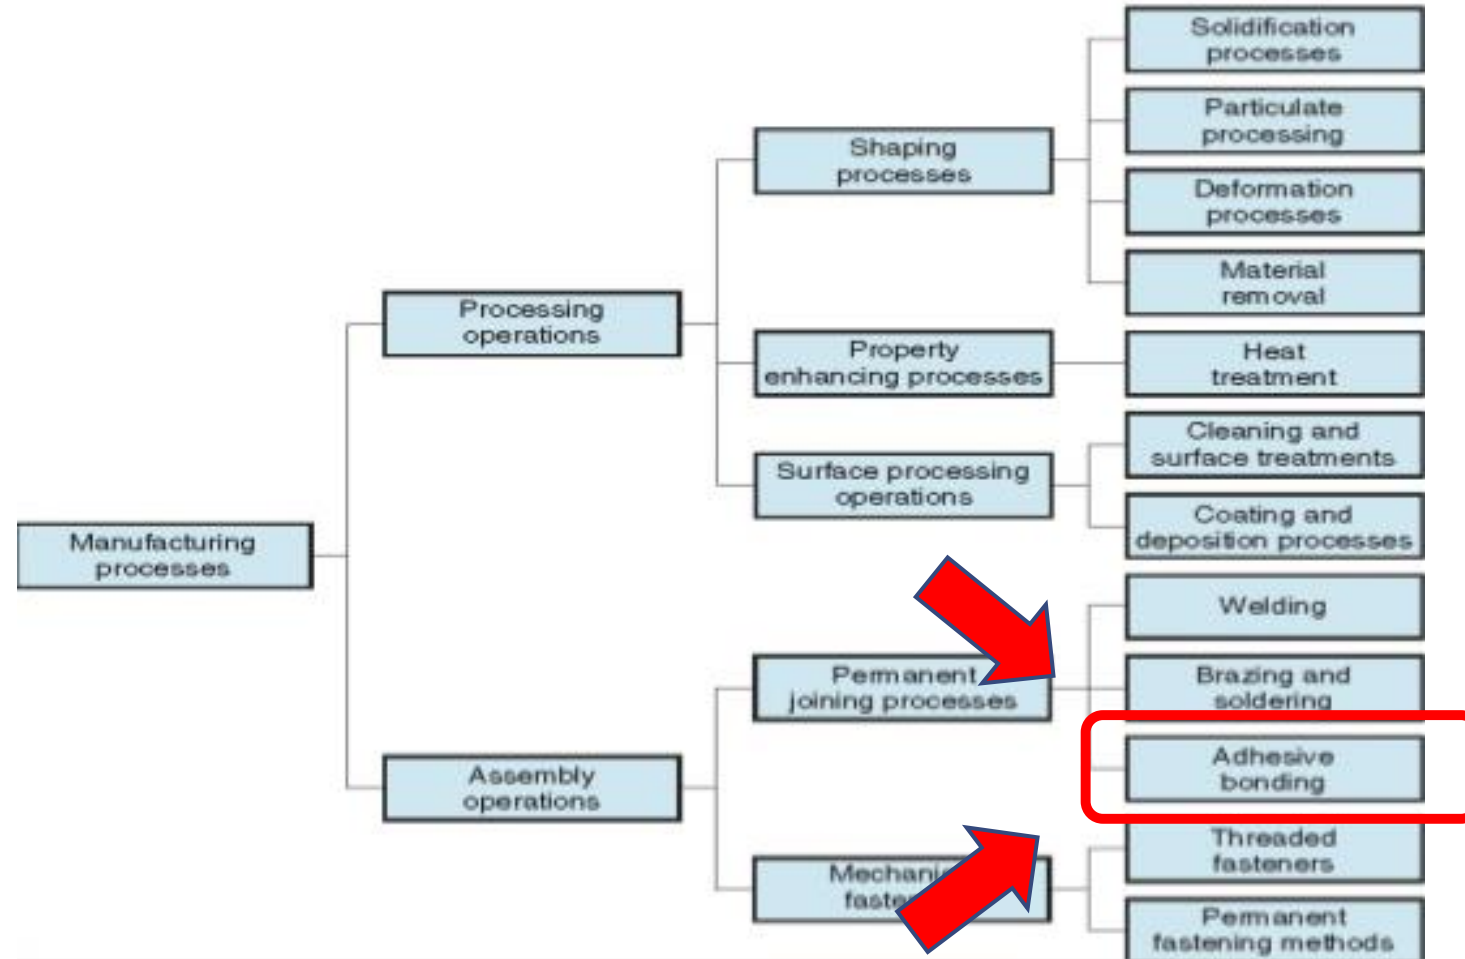 Solidification
processes
Particulate
processing
Shaping
processes
Deformation
processes
Material
removal
Processing
operations
Property
enhancing processes
Heat
treatment
Cleaning and
surface treatments
Surface processing
operations
Coating and
deposition processes
Manufacturing
processes
Welding
Permanent
joining processes
Brazing and
soldering
Adhesive
bonding
Assembly
operations
Threaded
fasteners
Permanent
fastening methods